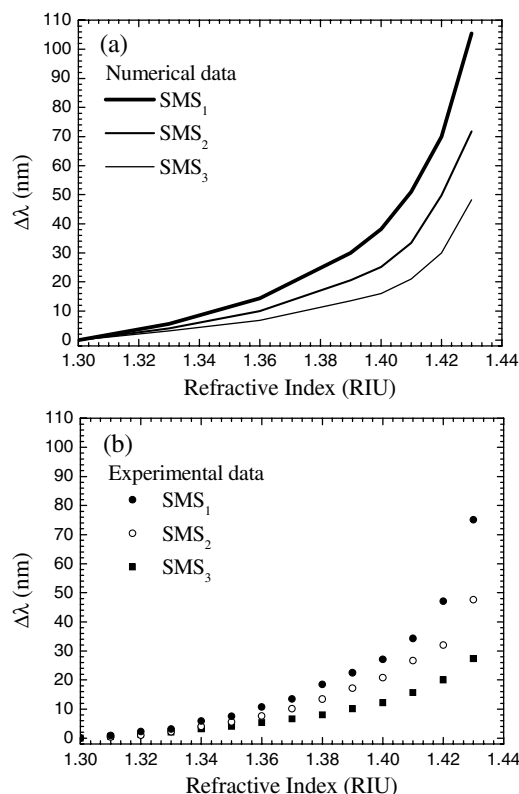 (a)
Numerical data
SMS₁
SMS₂
SMS₃
110
100
90
80
70
60
50
40
30
20
10
0
Δλ (nm)
1.30 1.32 1.34 1.36 1.38 1.40 1.42 1.44
Refractive Index (RIU)
(b)
Experimental data
SMS₁
SMS₂
SMS₃
110
100
90
80
70
60
50
40
30
20
10
0
Δλ (nm)
1.30 1.32 1.34 1.36 1.38 1.40 1.42 1.44
Refractive Index (RIU)